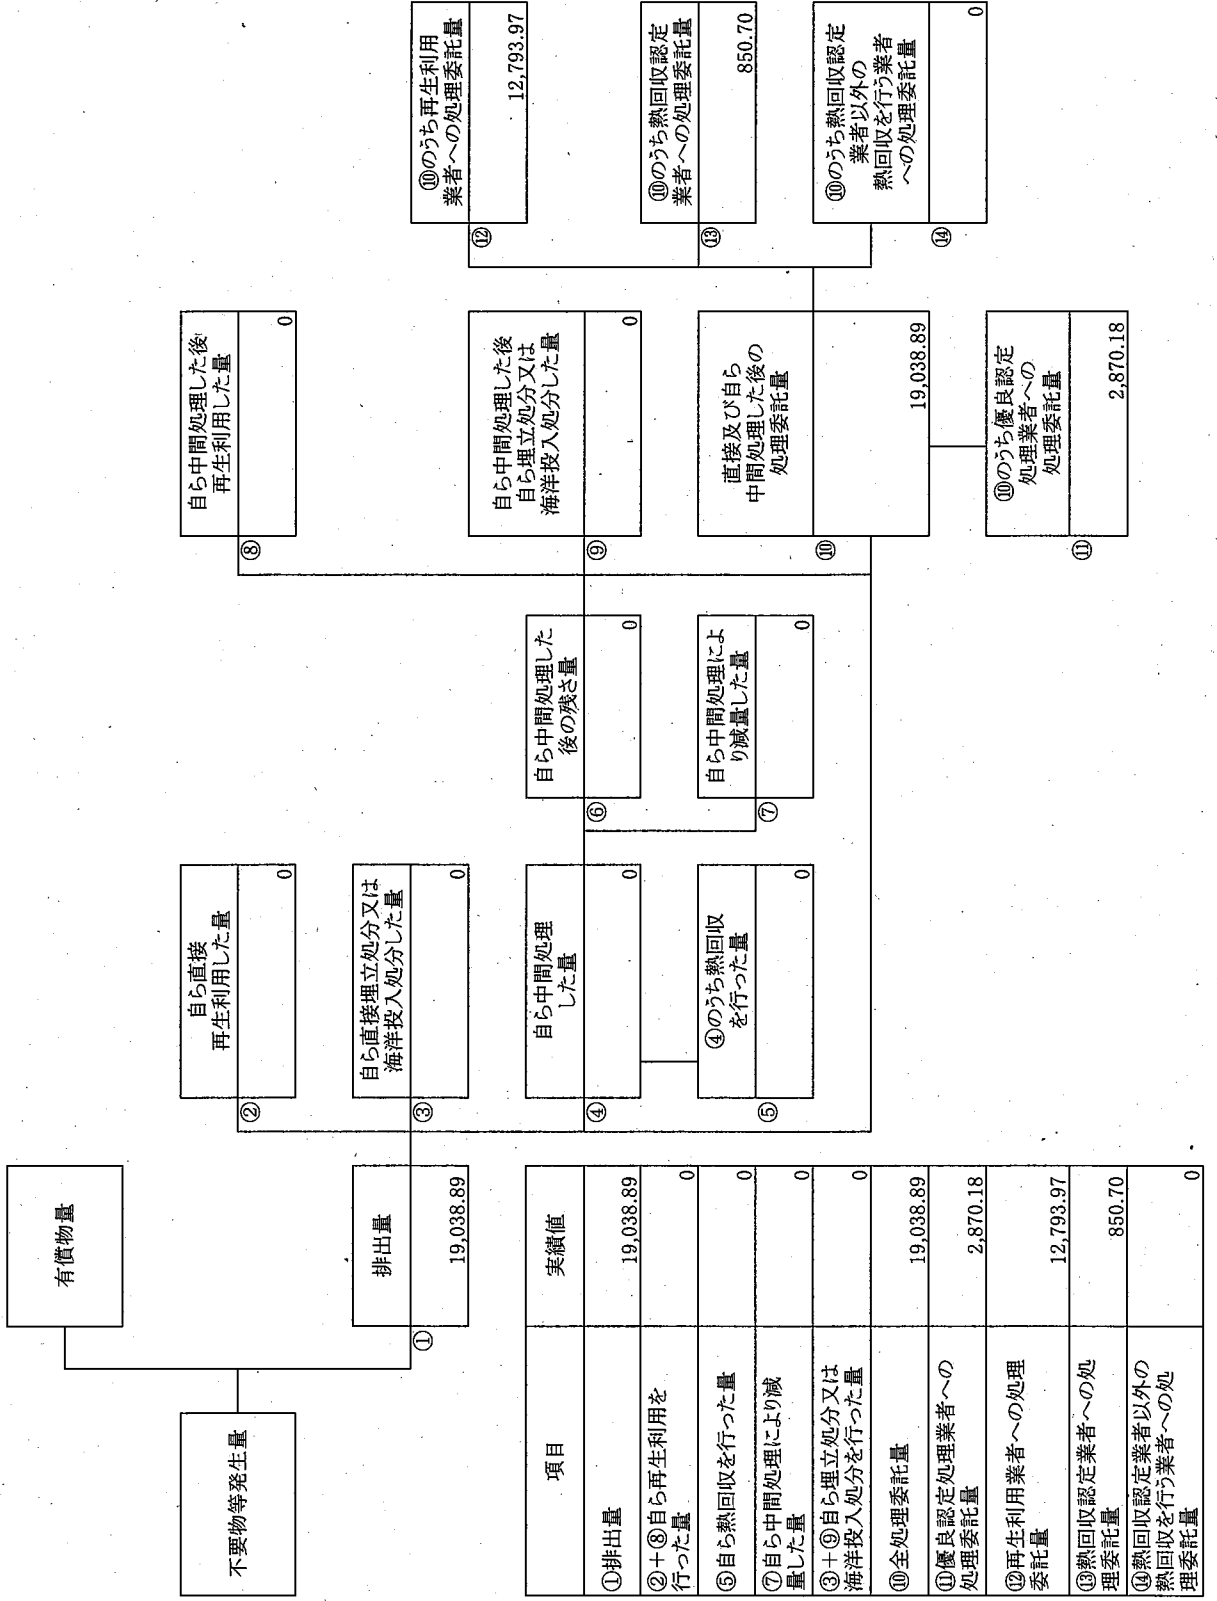 不要物等発生量
有償物量
排出量
①
19,038.89
自ら直接
再生利用した量
②
0
自ら直接埋立処分又は
海洋投入処分した量
③
0
自ら中間処理
した量
④
0
④のうち熱回収
を行った量
⑤
0
自ら中間処理した
後の残さ量
⑥
0
自ら中間処理によ
り減量した量
⑦
0
自ら中間処理した後
再生利用した量
⑧
0
自ら中間処理した後
自ら埋立処分又は
海洋投入処分した量
⑨
0
直接及び自ら
中間処理した後の
処理委託量
⑩
19,038.89
⑩のうち優良認定
処理業者への
処理委託量
⑪
2,870.18
⑩のうち再生利用
業者への処理委託量
⑫
12,793.97
⑩のうち熱回収認定
業者への処理委託量
⑬
850.70
⑩のうち熱回収認定
業者以外の
熱回収を行う業者
への処理委託量
⑭
0
項目
実績値
①排出量
19,038.89
②＋⑧自ら再生利用を
行った量
0
⑤自ら熱回収を行った量
0
⑦自ら中間処理により減
量した量
0
③＋⑨自ら埋立処分又は
海洋投入処分を行った量
0
⑩全処理委託量
19,038.89
⑪優良認定処理業者への
処理委託量
2,870.18
⑫再生利用業者への処理
委託量
12,793.97
⑬熱回収認定業者への処
理委託量
850.70
⑭熱回収認定業者以外の
熱回収を行う業者への処
理委託量
0